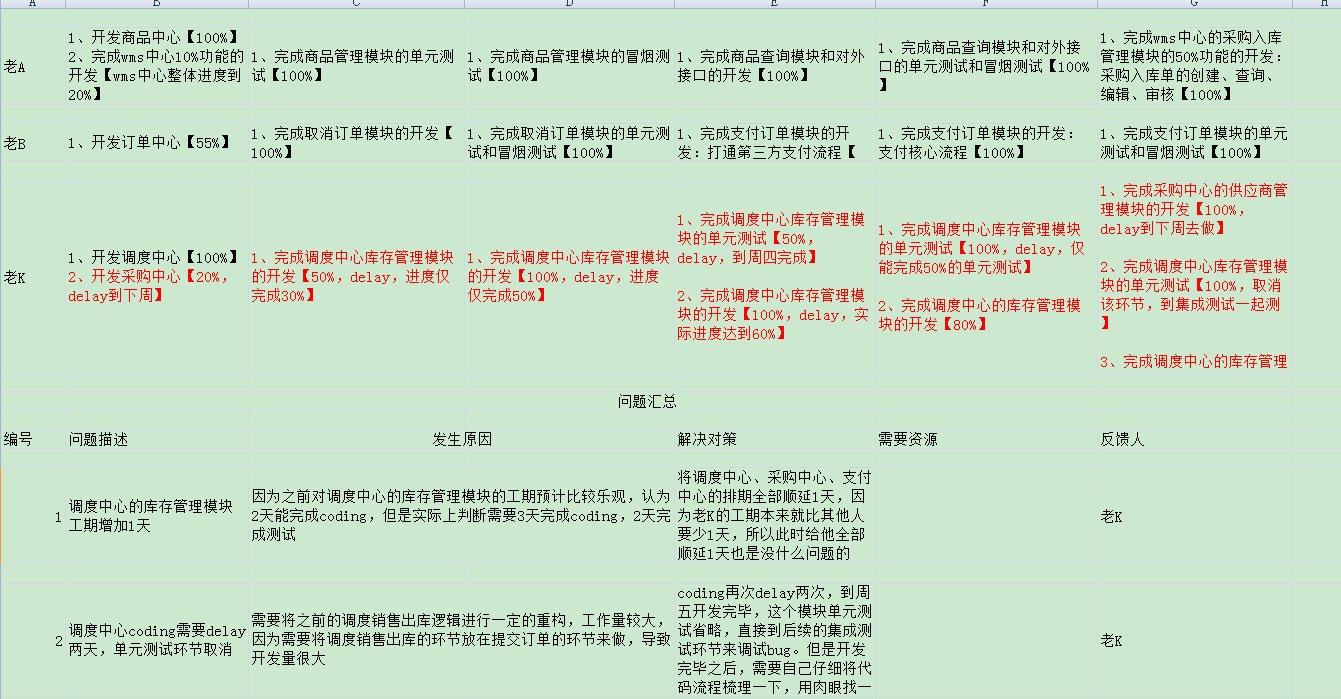 A B C D E F G H
老A
1、开发商品中心【100%】
2、完成wms中心10%功能的
开发【wms中心整体进度到
20%】
1、完成商品管理模块的单元测
试【100%】
1、完成商品管理模块的冒烟测
试【100%】
1、完成商品查询模块和对外
接口的开发【100%】
1、完成商品查询模块和对外接
口的单元测试和冒烟测试【100%
】
1、完成wms中心的采购入库
管理模块的50%功能的开发：
采购入库单的创建、查询、
编辑、审核【100%】
老B
1、开发订单中心【55%】
1、完成取消订单模块的开发【
100%】
1、完成取消订单模块的单元测
试和冒烟测试【100%】
1、完成支付订单模块的开
发：打通第三方支付流程【
1、完成支付订单模块的开发：
支付核心流程【100%】
1、完成支付订单模块的单元
测试和冒烟测试【100%】
老K
1、开发调度中心【100%】
2、开发采购中心【20%，
delay到下周】
1、完成调度中心库存管理模块
的开发【50%，delay，进度仅
完成30%】
1、完成调度中心库存管理模块
的开发【100%，delay，进度
仅完成50%】
1、完成调度中心库存管理模
块的单元测试【50%，
delay，到周四完成】
2、完成调度中心库存管理模
块的开发【100%，delay，实
际进度达到60%】
1、完成调度中心库存管理模块
的单元测试【100%，delay，仅
能完成50%的单元测试】
2、完成调度中心的库存管理模
块的开发【80%】
1、完成采购中心的供应商管
理模块的开发【100%，
delay到下周去做】
2、完成调度中心库存管理模
块的单元测试【100%，取消
该环节，到集成测试一起测
】
3、完成调度中心的库存管理
问题汇总
编号
问题描述
发生原因
解决对策
需要资源
反馈人
1
调度中心的库存管理模块
工期增加1天
因为之前对调度中心的库存管理模块的工期预计比较乐观，认为
2天能完成coding，但是实际上判断需要3天完成coding，2天完
成测试
将调度中心、采购中心、支付
中心的排期全部顺延1天，因
为老K的工期本来就比其他人
要少1天，所以此时给他全部
顺延1天也是没什么问题的
老K
2
调度中心coding需要delay
两天，单元测试环节取消
需要将之前的调度销售出库逻辑进行一定的重构，工作量较大，
因为需要将调度销售出库的环节放在提交订单的环节来做，导致
开发量很大
coding再次delay两次，到周
五开发完毕，这个模块单元测
试省略，直接到后续的集成测
试环节来调试bug。但是开发
完毕之后，需要自己仔细将代
码流程梳理一下，用肉眼找一
老K